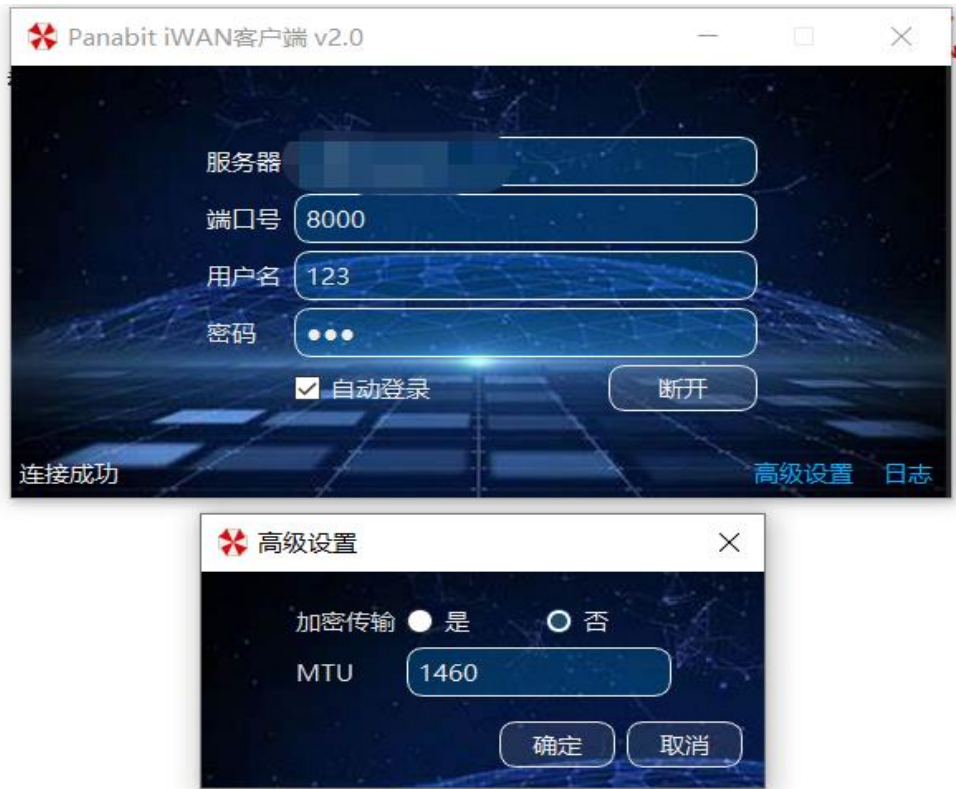 Panabit iWAN客户端 v2.0
服务器
端口号 8000
用户名 123
密码 ●●●
自动登录 断开
连接成功 高级设置 日志
高级设置
加密传输 是 否
MTU 1460
确定 取消